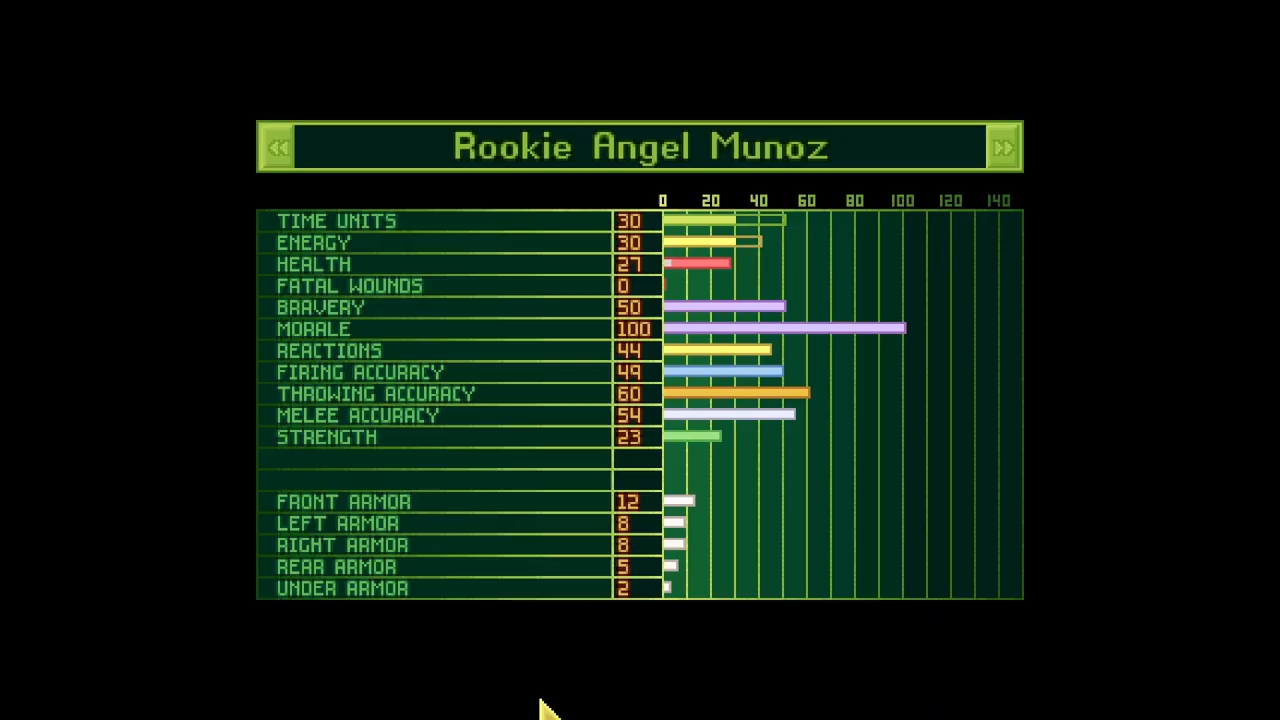 Rookie Angel Munoz
0 20 40 60 80 100 120 140
TIME UNITS 30
ENERGY 30
HEALTH 27
FATAL WOUNDS 0
BRAVERY 50
MORALE 100
REACTIONS 44
FIRING ACCURACY 49
THROWING ACCURACY 60
MELEE ACCURACY 54
STRENGTH 23
FRONT ARMOR 12
LEFT ARMOR 8
RIGHT ARMOR 8
REAR ARMOR 5
UNDER ARMOR 2